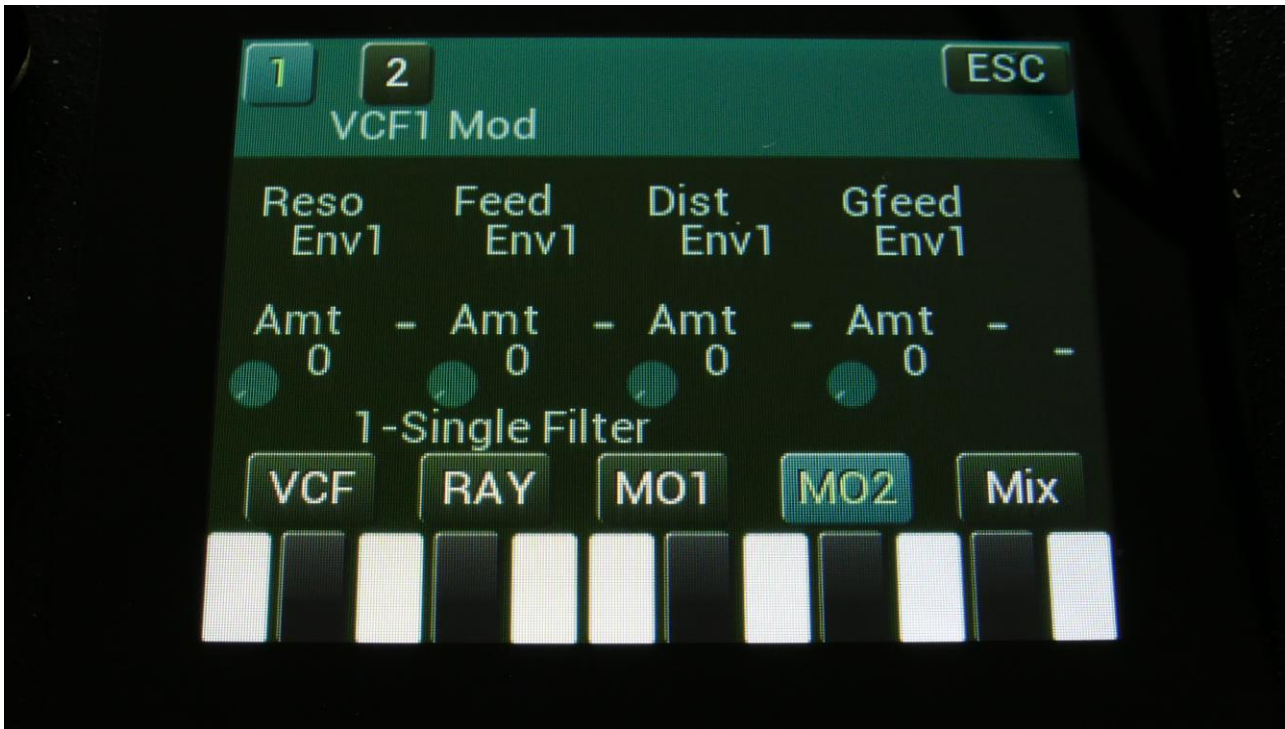 1 2 ESC
VCF1 Mod
Reso Feed Dist Gfeed
Env1 Env1 Env1 Env1
Amt - Amt - Amt - Amt -
0 0 0 0 -
1-Single Filter
VCF RAY MO1 MO2 Mix